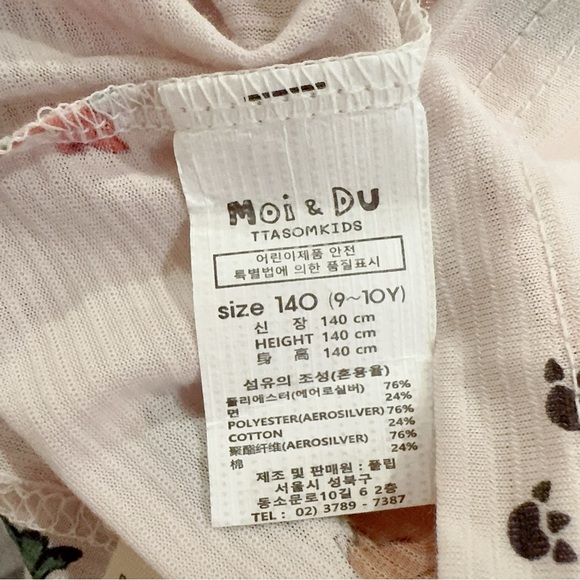 Moi & DU
TTASOMKIDS
어린이제품 안전
특별법에 의한 품질표시
size 140 (9~10Y)
신 장 140 cm
HEIGHT 140 cm
身 高 140 cm
섬유의 조성(혼용율)
폴리에스터(에어로실버) 76%
면 24%
POLYESTER(AEROSILVER) 76%
COTTON 24%
聚酯纤维(AEROSILVER) 76%
棉 24%
제조 및 판매원 : 풀립
서울시 성북구
동소문로10길 6 2층
TEL : 02) 3789 - 7387